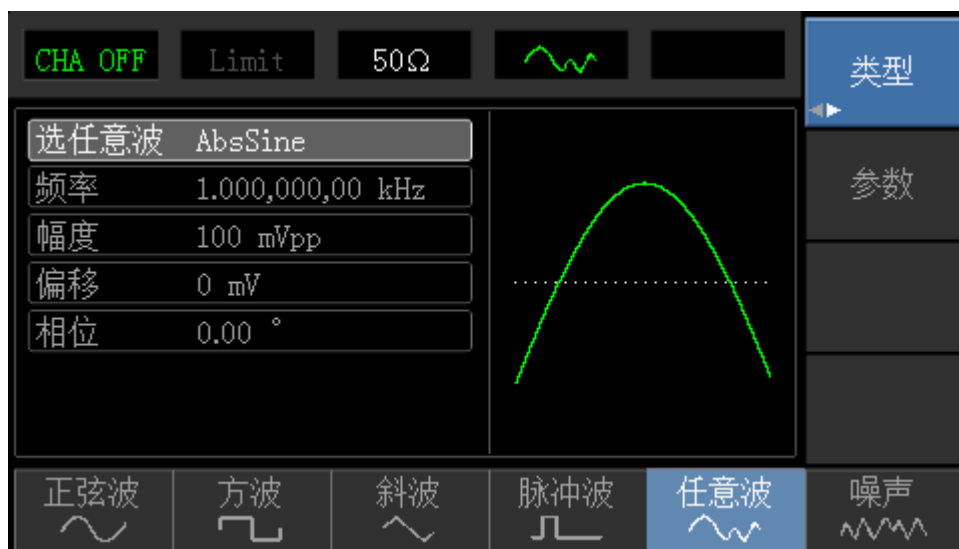 CHA OFF Limit 50Ω 类型
选任意波 AbsSine
频率 1.000,000,00 kHz 参数
幅度 100 mVpp
偏移 0 mV
相位 0.00 °
正弦波 方波 斜波 脉冲波 任意波 噪声